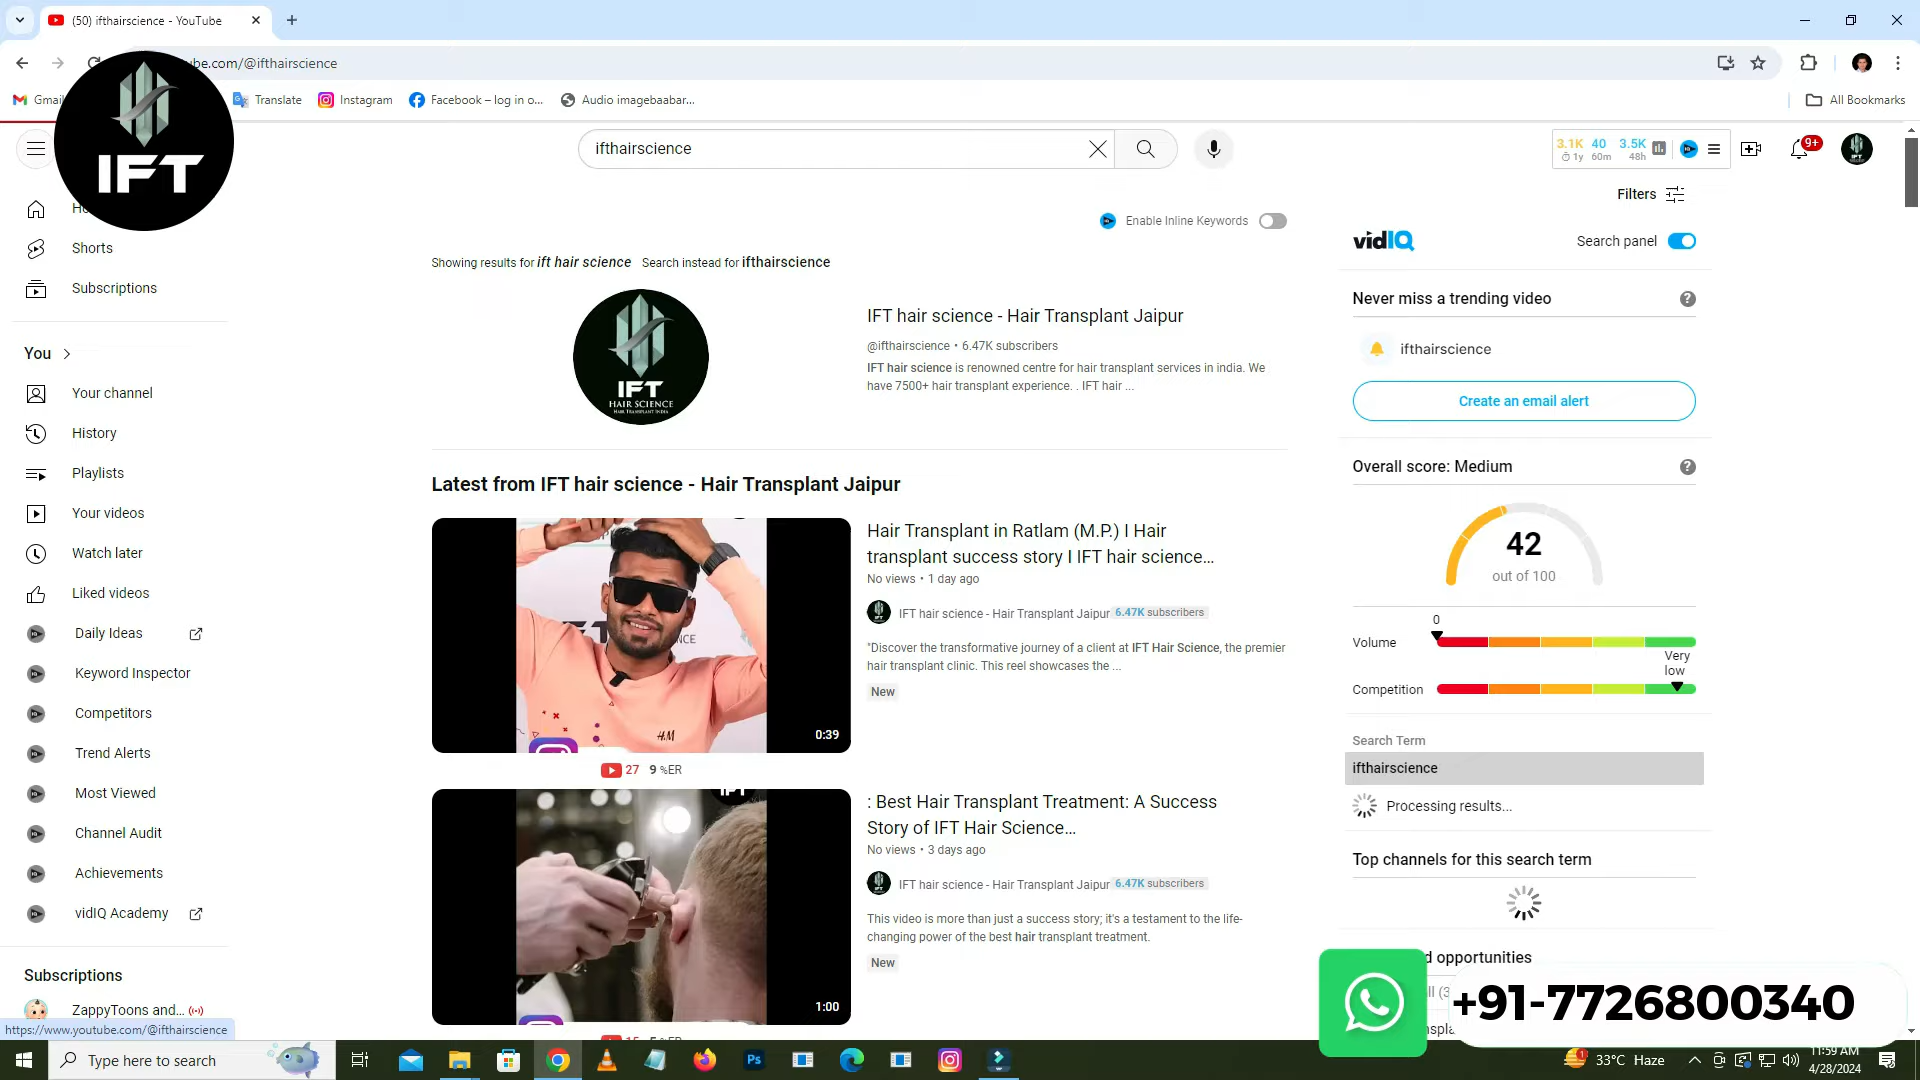 (50) ifthairscience - YouTube
be.com/@ifthairscience
Gmai
Translate
Instagram
Facebook – log in o...
Audio imagebaabar...
All Bookmarks
IFT
ifthairscience
3.1K 40 3.5K
1y 60m 48h
9+
Filters
Shorts
Subscriptions
You
Your channel
History
Playlists
Your videos
Watch later
Liked videos
Daily Ideas
Keyword Inspector
Competitors
Trend Alerts
Most Viewed
Channel Audit
Achievements
vidIQ Academy
Subscriptions
ZappyToons and...
https://www.youtube.com/@ifthairscience
Enable Inline Keywords
Showing results for ift hair science Search instead for ifthairscience
IFT
HAIR SCIENCE
HAIR TRANSPLANT INDIA
IFT hair science - Hair Transplant Jaipur
@ifthairscience • 6.47K subscribers
IFT hair science is renowned centre for hair transplant services in india. We
have 7500+ hair transplant experience. . IFT hair ...
Latest from IFT hair science - Hair Transplant Jaipur
H&M
0:39
27 9 %ER
Hair Transplant in Ratlam (M.P.) I Hair
transplant success story I IFT hair science...
No views • 1 day ago
IFT hair science - Hair Transplant Jaipur 6.47K subscribers
"Discover the transformative journey of a client at IFT Hair Science, the premier
hair transplant clinic. This reel showcases the ...
New
1:00
: Best Hair Transplant Treatment: A Success
Story of IFT Hair Science...
No views • 3 days ago
IFT hair science - Hair Transplant Jaipur 6.47K subscribers
This video is more than just a success story; it's a testament to the life-
changing power of the best hair transplant treatment.
New
vidIQ
Search panel
Never miss a trending video
ifthairscience
Create an email alert
Overall score: Medium
42
out of 100
0
Volume
Very
low
Competition
Search Term
ifthairscience
Processing results...
Top channels for this search term
d opportunities
+91-7726800340
Type here to search
33°C Haze
11:59 AM
4/28/2024